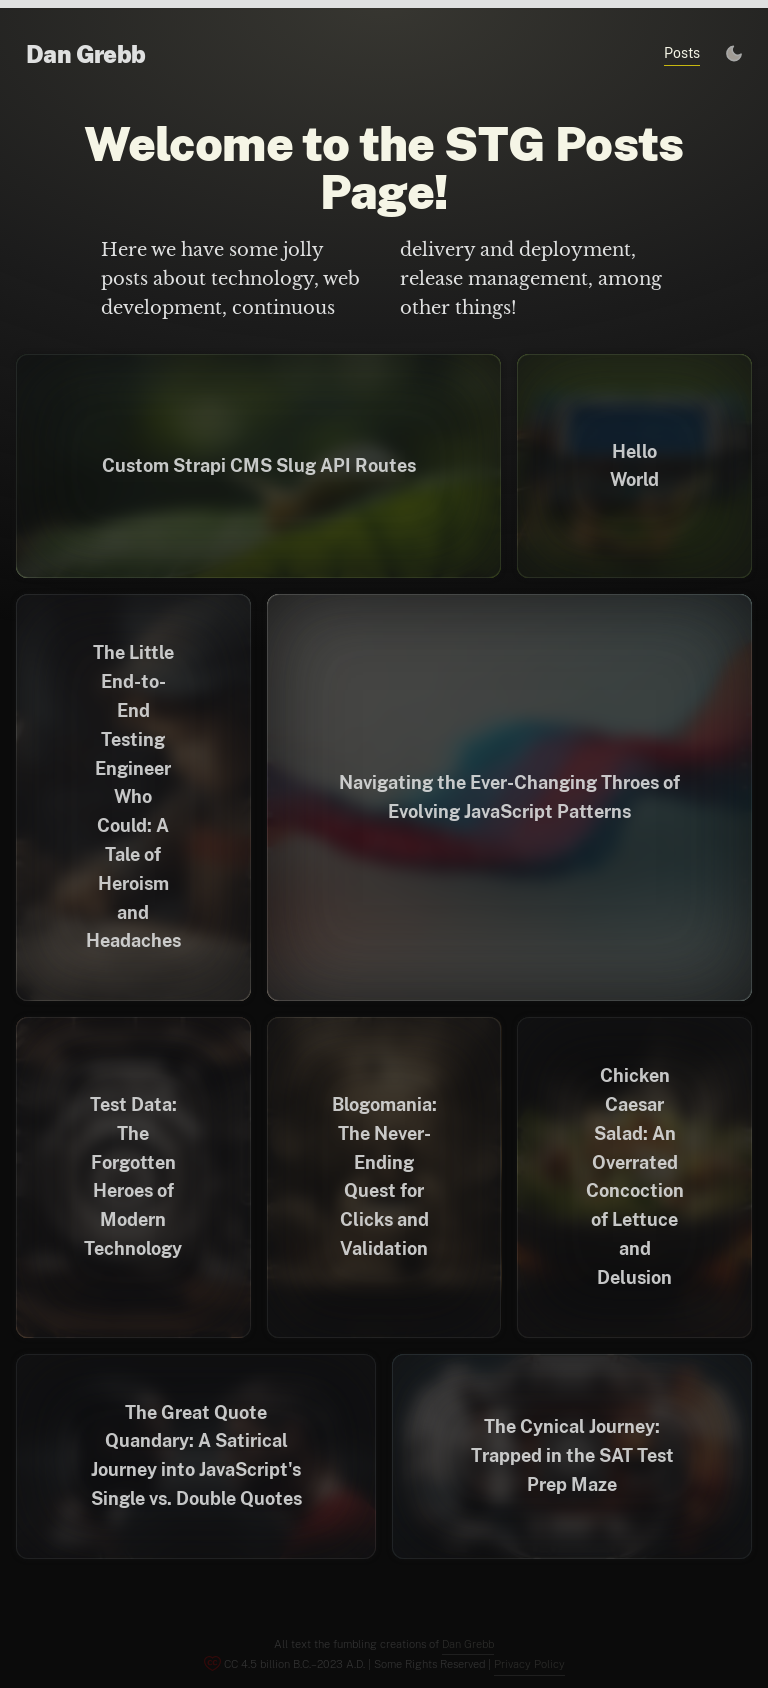 Dan Grebb
Posts
Welcome to the STG Posts
Page!
Here we have some jolly
posts about technology, web
development, continuous
delivery and deployment,
release management, among
other things!
Custom Strapi CMS Slug API Routes
Hello
World
The Little
End-to-
End
Testing
Engineer
Who
Could: A
Tale of
Heroism
and
Headaches
Navigating the Ever-Changing Throes of
Evolving JavaScript Patterns
Test Data:
The
Forgotten
Heroes of
Modern
Technology
Blogomania:
The Never-
Ending
Quest for
Clicks and
Validation
Chicken
Caesar
Salad: An
Overrated
Concoction
of Lettuce
and
Delusion
The Great Quote
Quandary: A Satirical
Journey into JavaScript's
Single vs. Double Quotes
The Cynical Journey:
Trapped in the SAT Test
Prep Maze
All text the fumbling creations of Dan Grebb
CC 4.5 billion B.C.–2023 A.D. | Some Rights Reserved | Privacy Policy